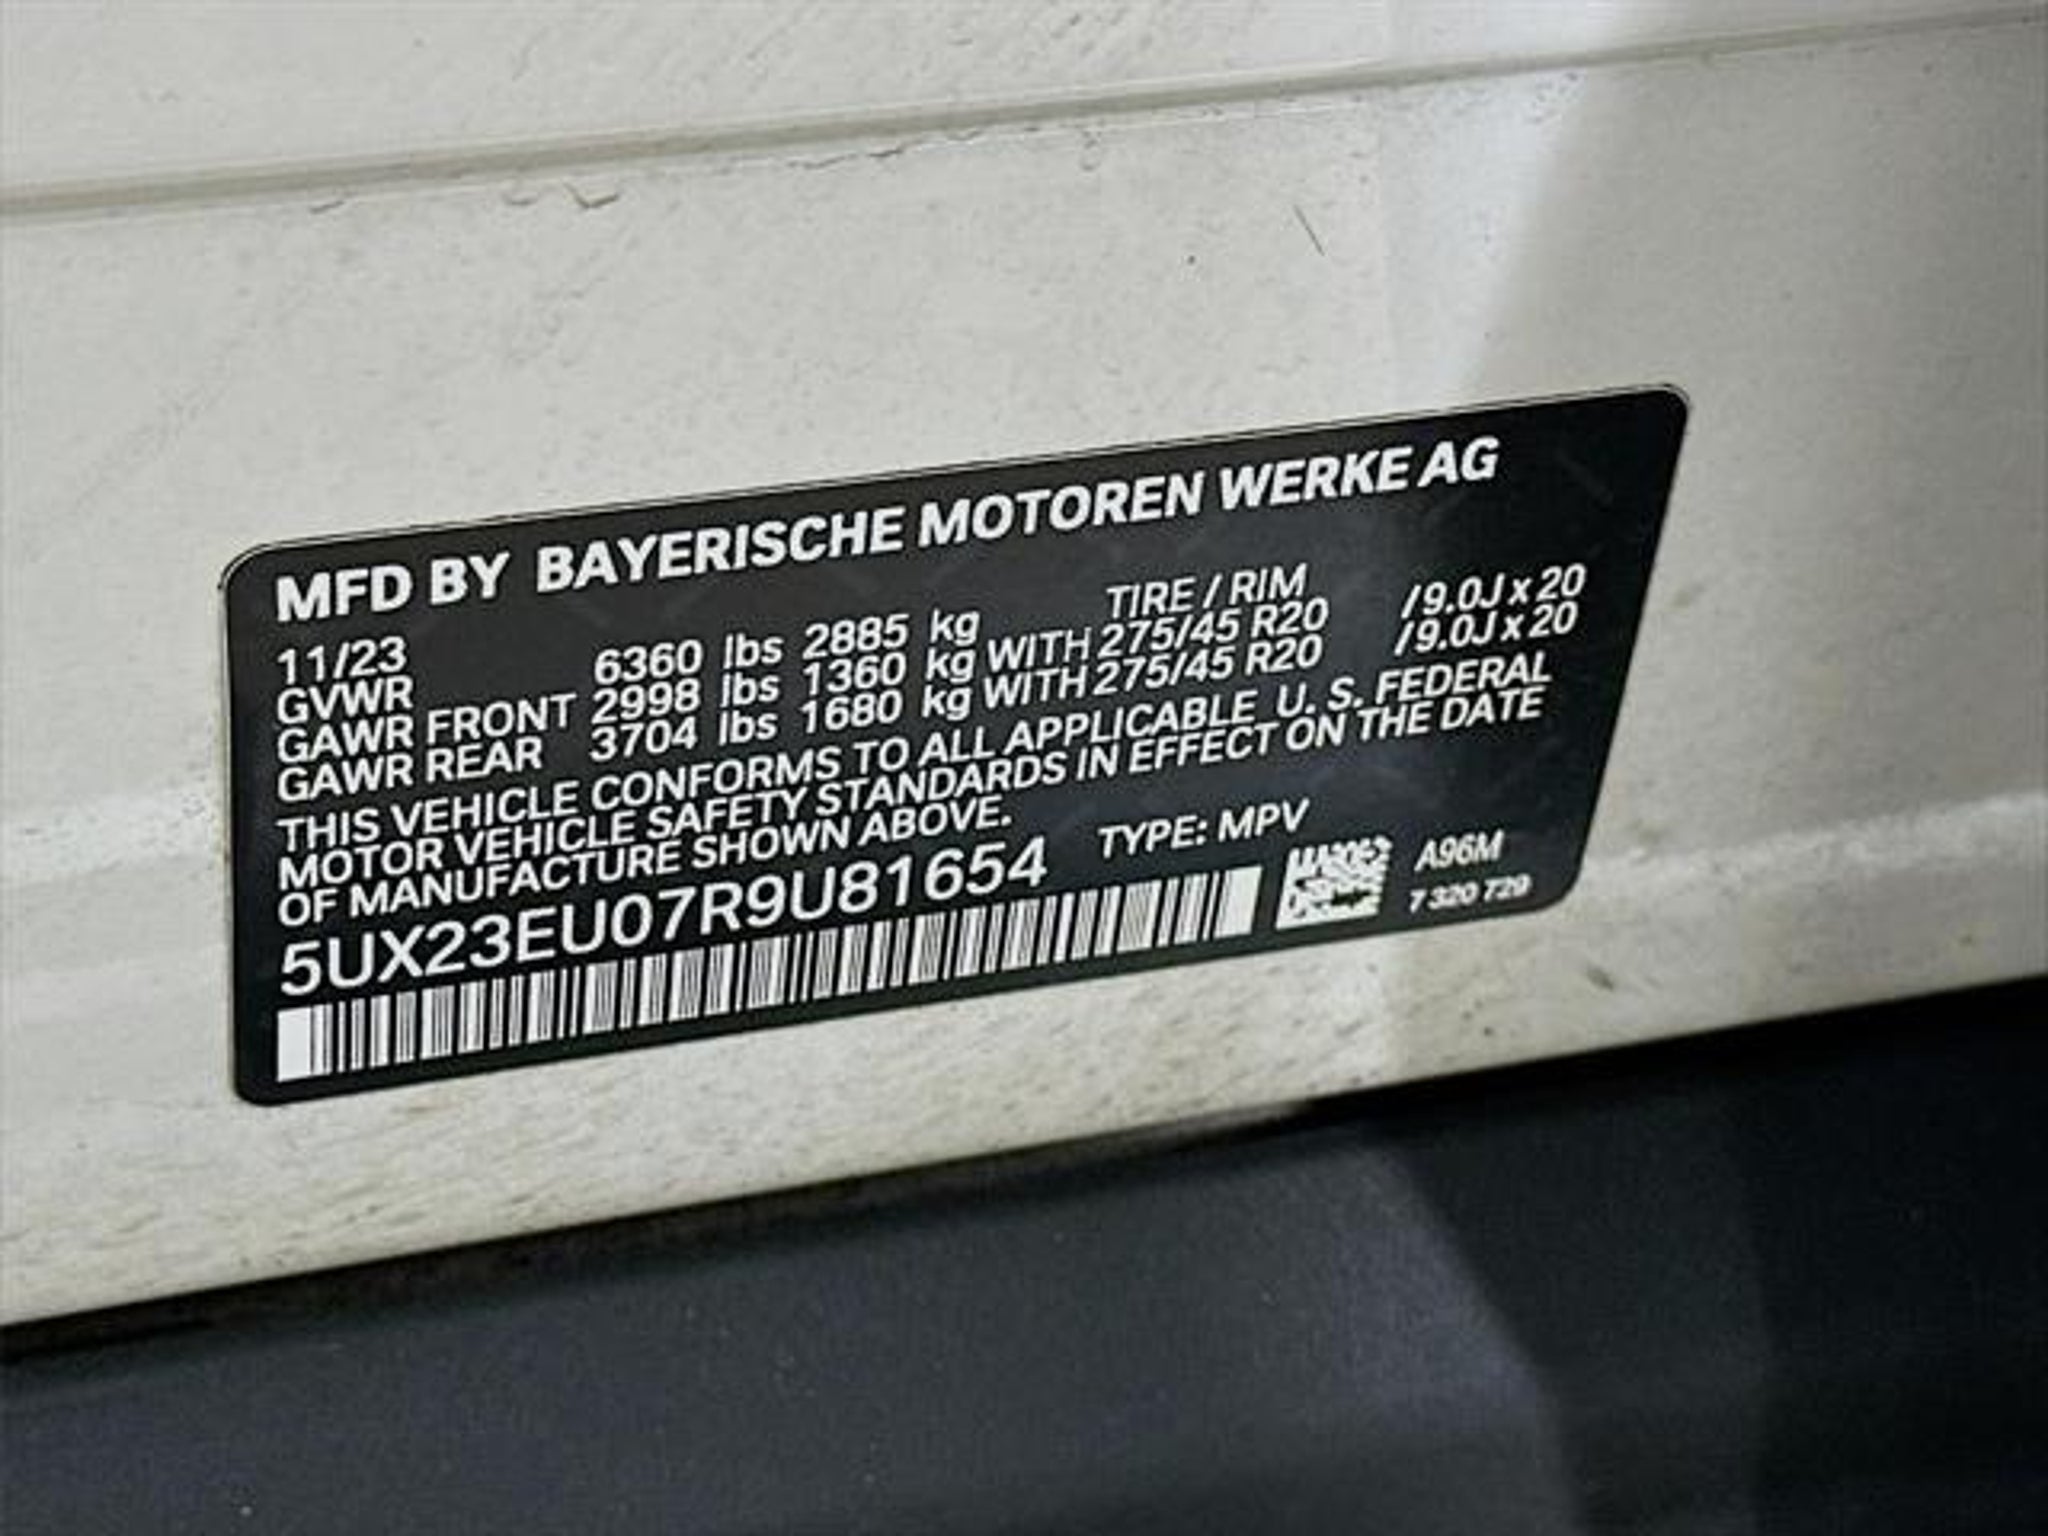 MFD BY BAYERISCHE MOTOREN WERKE AG
11/23 TIRE / RIM
GVWR 6360 lbs 2885 kg
GAWR FRONT 2998 lbs 1360 kg WITH 275/45 R20 /9.0J x 20
GAWR REAR 3704 lbs 1680 kg WITH 275/45 R20 /9.0J x 20
THIS VEHICLE CONFORMS TO ALL APPLICABLE U. S. FEDERAL
MOTOR VEHICLE SAFETY STANDARDS IN EFFECT ON THE DATE
OF MANUFACTURE SHOWN ABOVE.
5UX23EU07R9U81654 TYPE: MPV
A96M
7 320 729